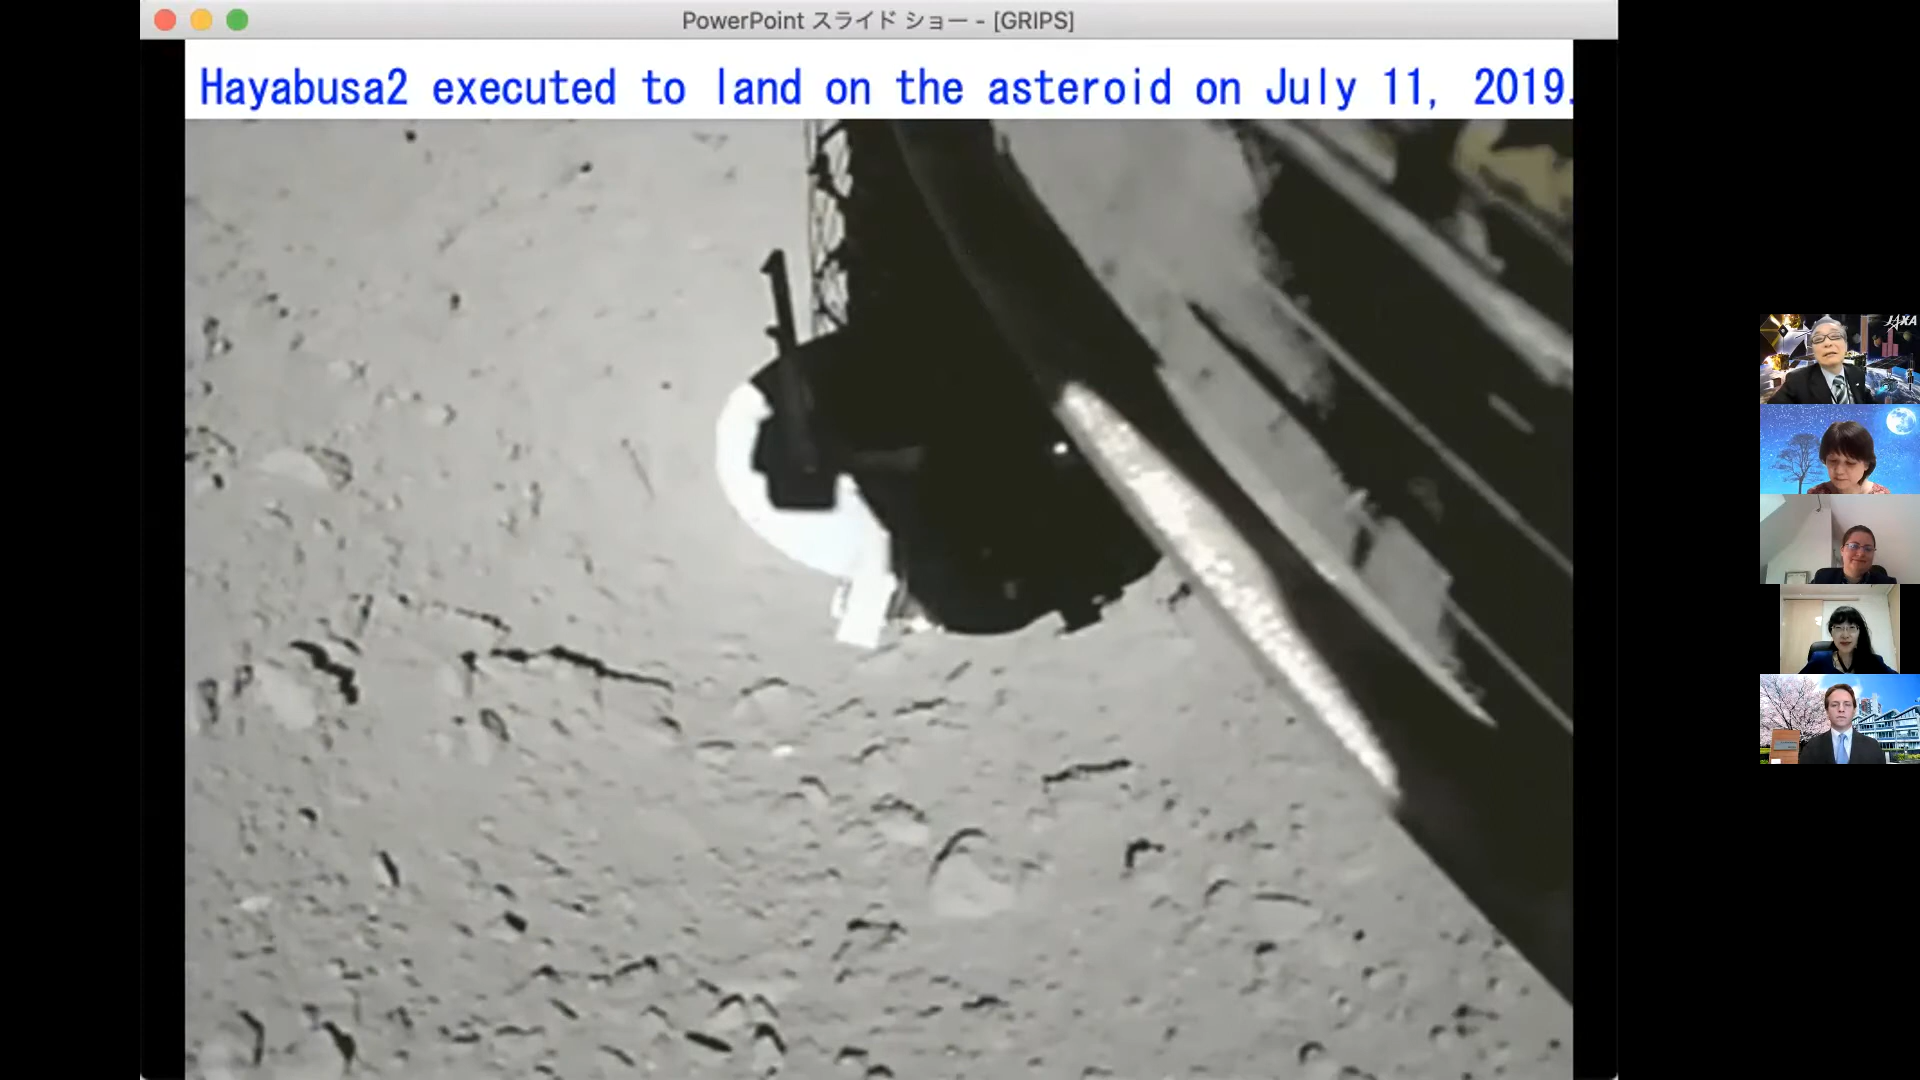 PowerPoint スライド ショー - [GRIPS]
Hayabusa2 executed to land on the asteroid on July 11, 2019.
JAXA